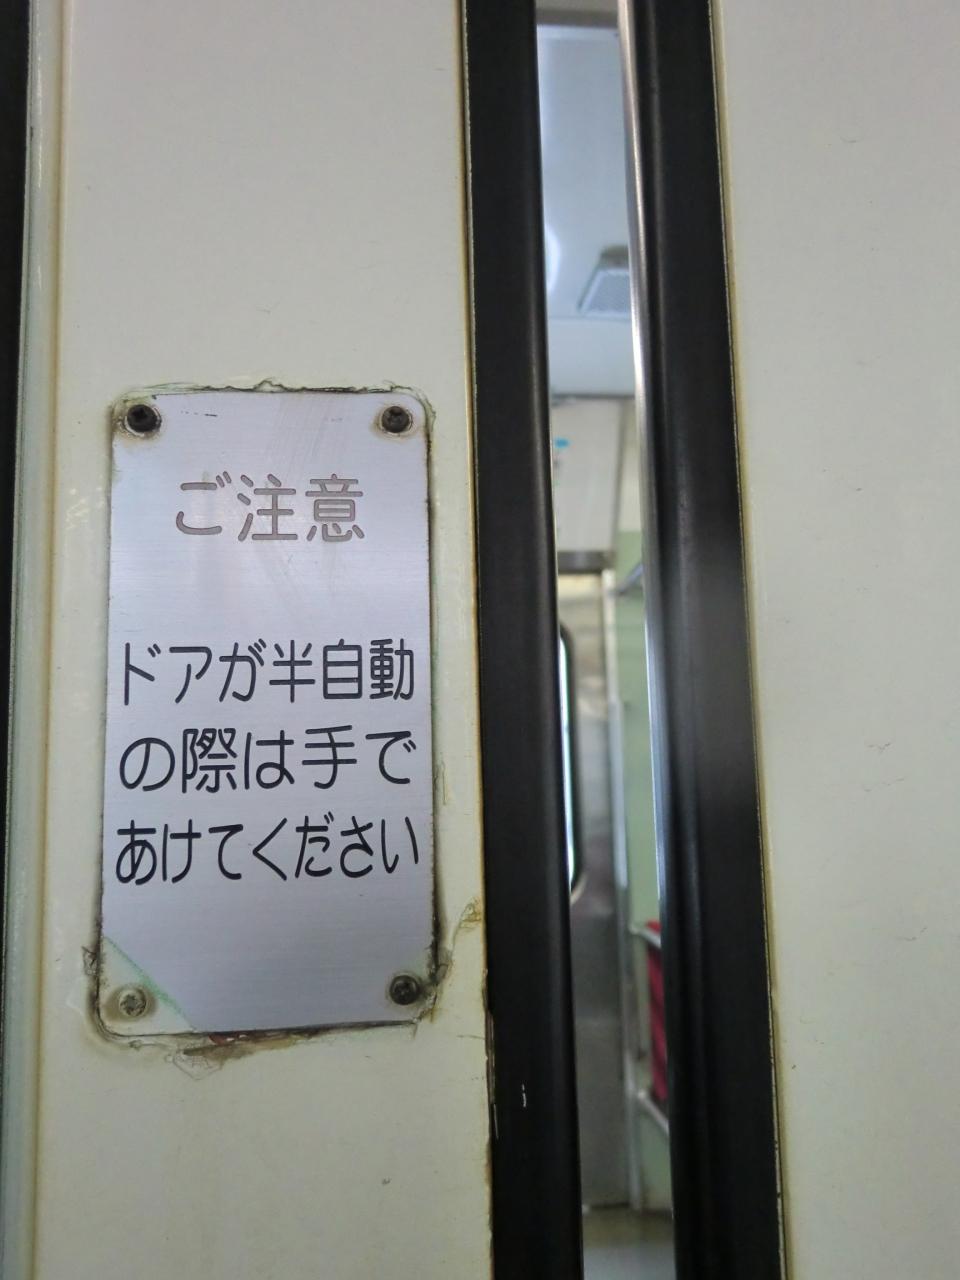 ご注意
ドアが半自動
の際は手で
あけてください